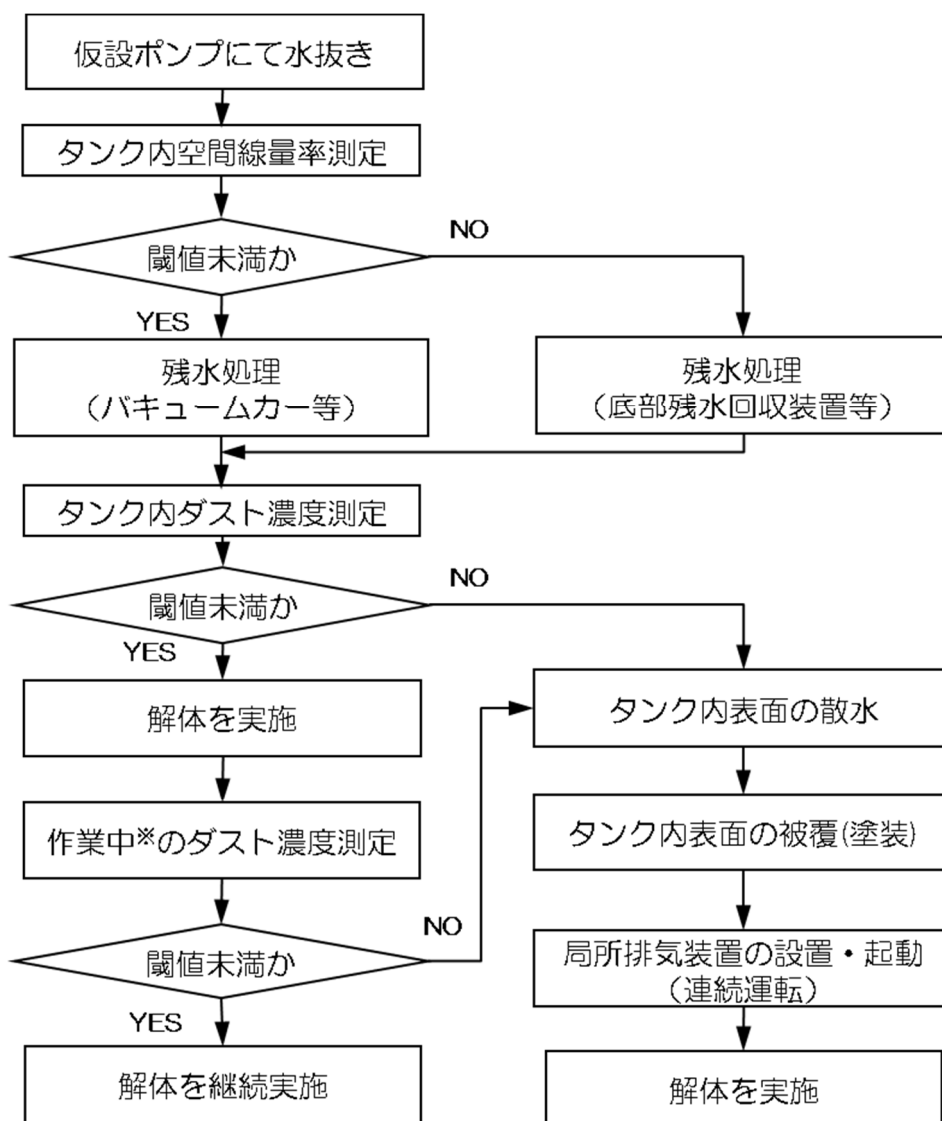 仮設ポンプにて水抜き
タンク内空間線量率測定
閾値未満か
NO
YES
残水処理
（バキュームカー等）
残水処理
（底部残水回収装置等）
タンク内ダスト濃度測定
閾値未満か
NO
YES
解体を実施
タンク内表面の散水
作業中※のダスト濃度測定
タンク内表面の被覆(塗装)
閾値未満か
NO
YES
局所排気装置の設置・起動
（連続運転）
解体を継続実施
解体を実施